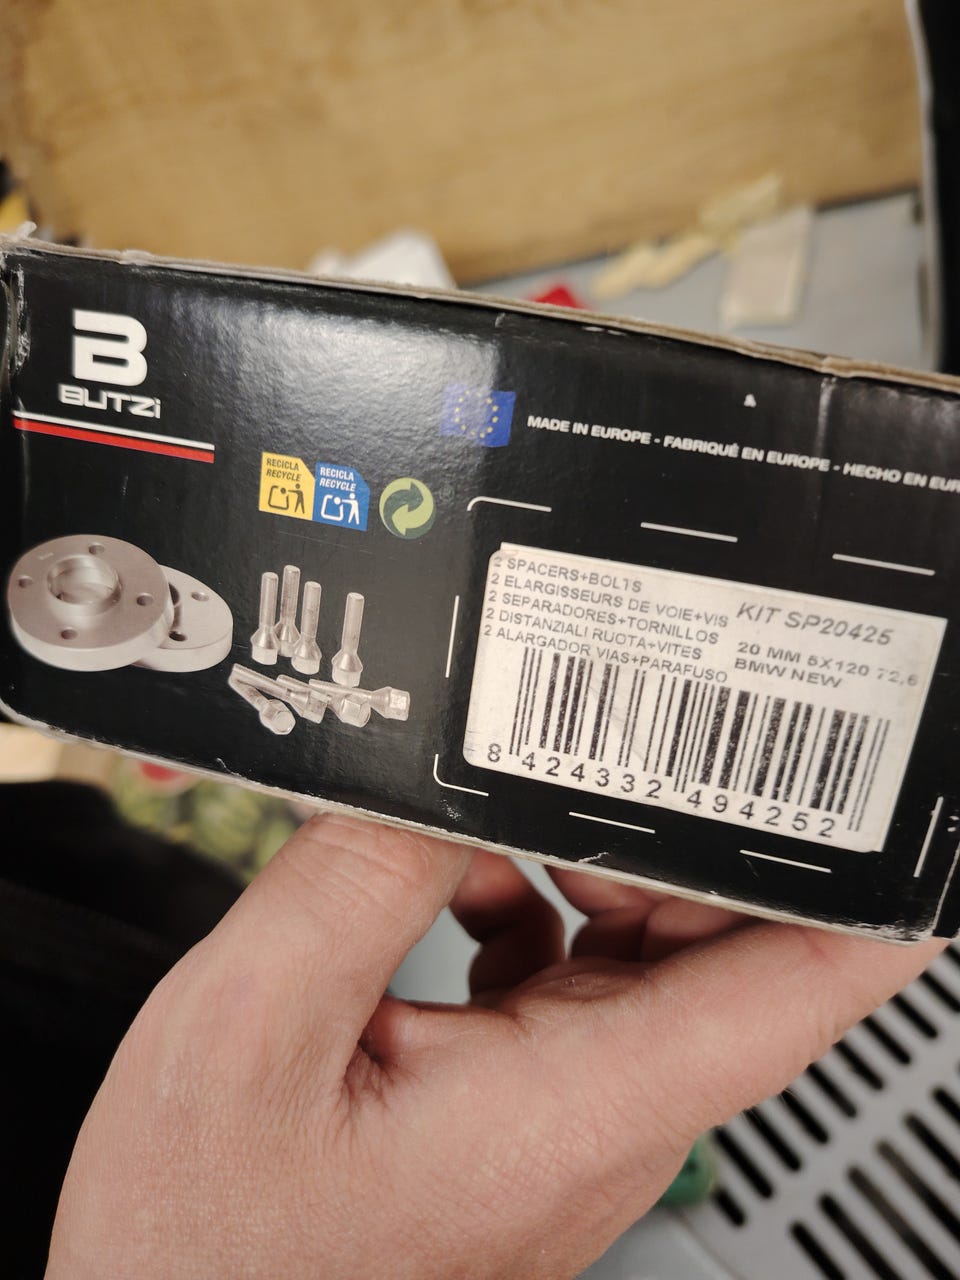 B
BUTZi
MADE IN EUROPE - FABRIQUÉ EN EUROPE - HECHO EN EUR
RECICLA
RECYCLE
RECICLA
RECYCLE
2 SPACERS+BOLTS
2 ELARGISSEURS DE VOIE+VIS
2 SEPARADORES+TORNILLOS
2 DISTANZIALI RUOTA+VITES
2 ALARGADOR VIAS+PARAFUSO
KIT SP20425
20 MM 5X120 72,6
BMW NEW
8 424332 494252